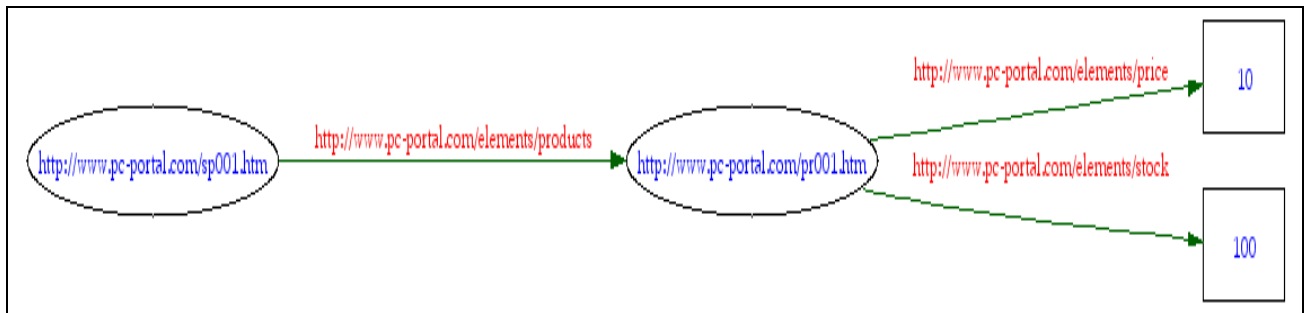 http://www.pc-portal.com/sp001.htm
http://www.pc-portal.com/elements/products
http://www.pc-portal.com/pr001.htm
http://www.pc-portal.com/elements/price
10
http://www.pc-portal.com/elements/stock
100